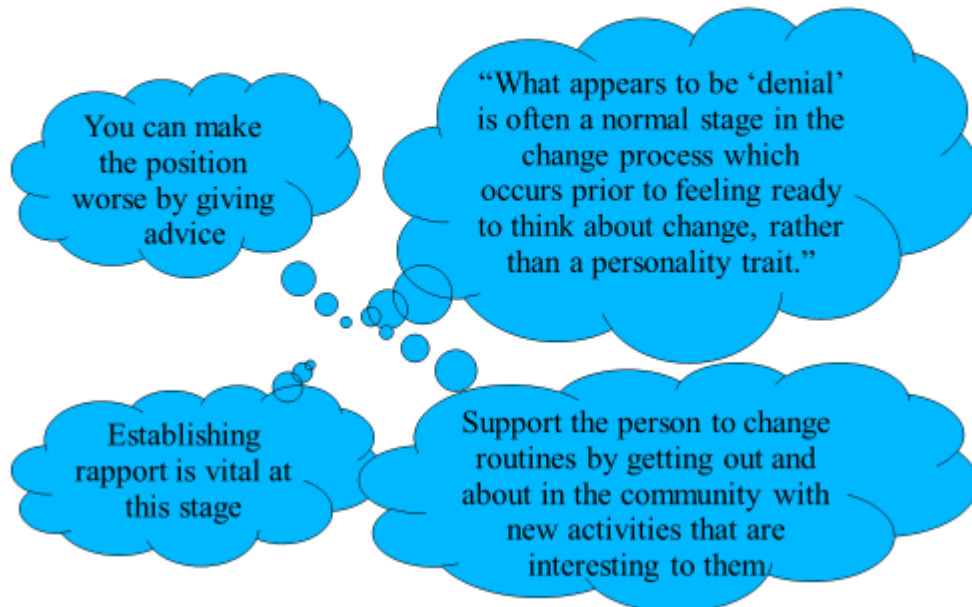 You can make
the position
worse by giving
advice
“What appears to be ‘denial’
is often a normal stage in the
change process which
occurs prior to feeling ready
to think about change, rather
than a personality trait.”
Establishing
rapport is vital at
this stage
Support the person to change
routines by getting out and
about in the community with
new activities that are
interesting to them.